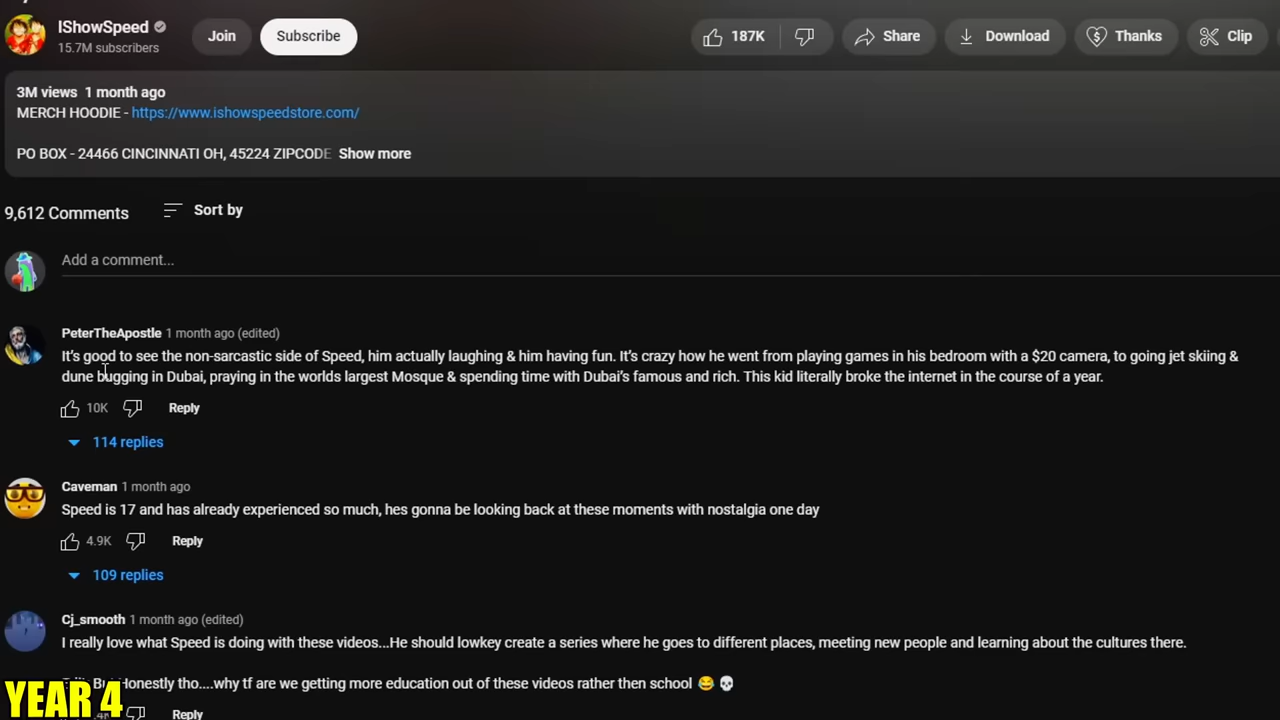 IShowSpeed
15.7M subscribers
Join
Subscribe
187K
Share
Download
Thanks
Clip
3M views 1 month ago
MERCH HOODIE - https://www.ishowspeedstore.com/
PO BOX - 24466 CINCINNATI OH, 45224 ZIPCODE Show more
9,612 Comments
Sort by
Add a comment...
PeterTheApostle 1 month ago (edited)
It's good to see the non-sarcastic side of Speed, him actually laughing & him having fun. It's crazy how he went from playing games in his bedroom with a $20 camera, to going jet skiing &
dune bugging in Dubai, praying in the worlds largest Mosque & spending time with Dubai's famous and rich. This kid literally broke the internet in the course of a year.
10K Reply
114 replies
Caveman 1 month ago
Speed is 17 and has already experienced so much, hes gonna be looking back at these moments with nostalgia one day
4.9K Reply
109 replies
Cj_smooth 1 month ago (edited)
I really love what Speed is doing with these videos...He should lowkey create a series where he goes to different places, meeting new people and learning about the cultures there.
Honestly tho....why tf are we getting more education out of these videos rather then school 😂 💀
Reply
YEAR 4